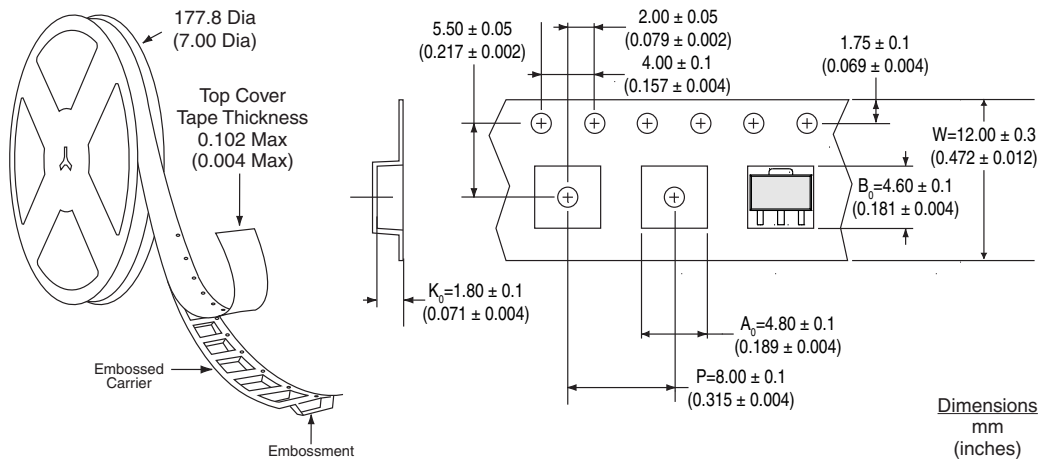 177.8 Dia
(7.00 Dia)
Top Cover
Tape Thickness
0.102 Max
(0.004 Max)
Embossed
Carrier
Embossment
5.50 ± 0.05
(0.217 ± 0.002)
2.00 ± 0.05
(0.079 ± 0.002)
4.00 ± 0.1
(0.157 ± 0.004)
1.75 ± 0.1
(0.069 ± 0.004)
W=12.00 ± 0.3
(0.472 ± 0.012)
B₀=4.60 ± 0.1
(0.181 ± 0.004)
K₀=1.80 ± 0.1
(0.071 ± 0.004)
A₀=4.80 ± 0.1
(0.189 ± 0.004)
P=8.00 ± 0.1
(0.315 ± 0.004)
Dimensions
mm
(inches)